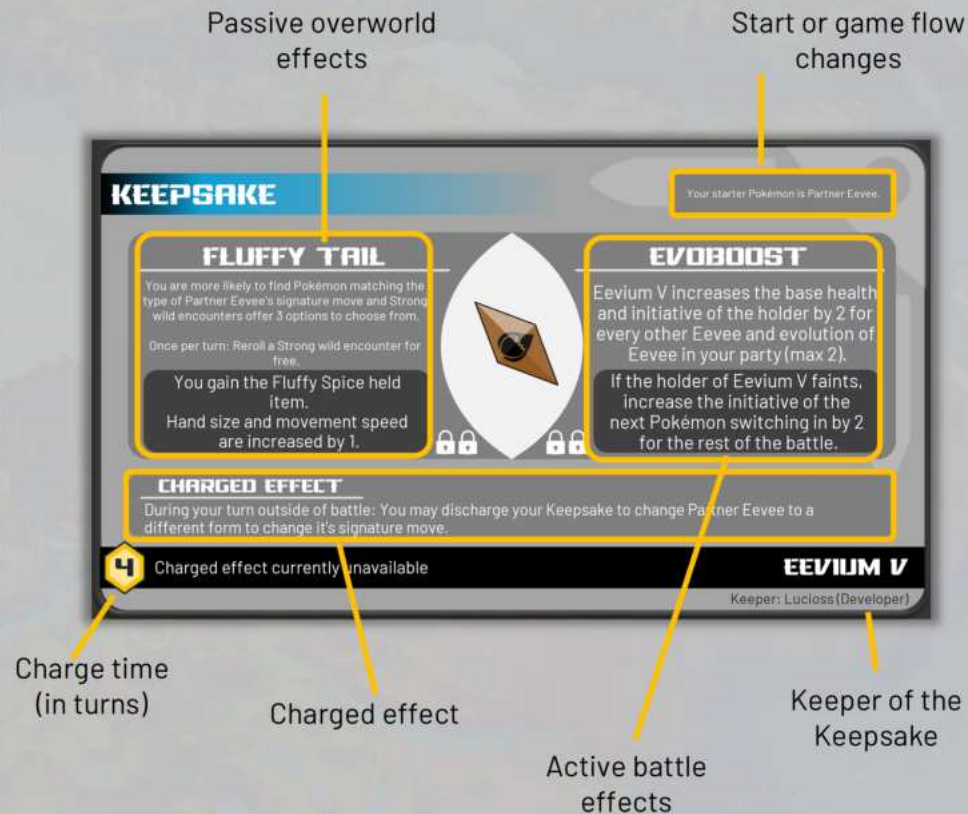 Passive overworld
effects
Start or game flow
changes
KEEPSAKE
Your starter Pokémon is Partner Eevee.
FLUFFY TAIL
You are more likely to find Pokémon matching the
type of Partner Eevee's signature move and Strong
wild encounters offer 3 options to choose from.
Once per turn: Reroll a Strong wild encounter for
free.
You gain the Fluffy Spice held
item.
Hand size and movement speed
are increased by 1.
EVOBOOST
Eevium V increases the base health
and initiative of the holder by 2 for
every other Eevee and evolution of
Eevee in your party (max 2).
If the holder of Eevium V faints,
increase the initiative of the
next Pokémon switching in by 2
for the rest of the battle.
CHARGED EFFECT
During your turn outside of battle: You may discharge your Keepsake to change Partner Eevee to a
different form to change it's signature move.
4
Charged effect currently unavailable
EEVIUM V
Keeper: Lucioss (Developer)
Charge time
(in turns)
Charged effect
Active battle
effects
Keeper of the
Keepsake